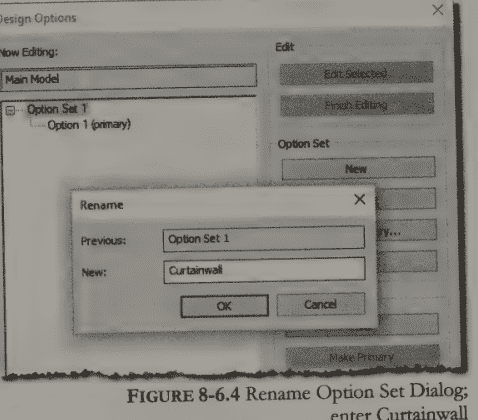 Design Options
Now Editing:
Main Model
Option Set 1
Option 1 (primary)
Edit
Edit Selected...
Finish Editing
Option Set
New
ry...
Make Primary
Rename
Previous:
Option Set 1
New:
Curtainwall
OK
Cancel
FIGURE 8-6.4 Rename Option Set Dialog;
enter Curtainwall